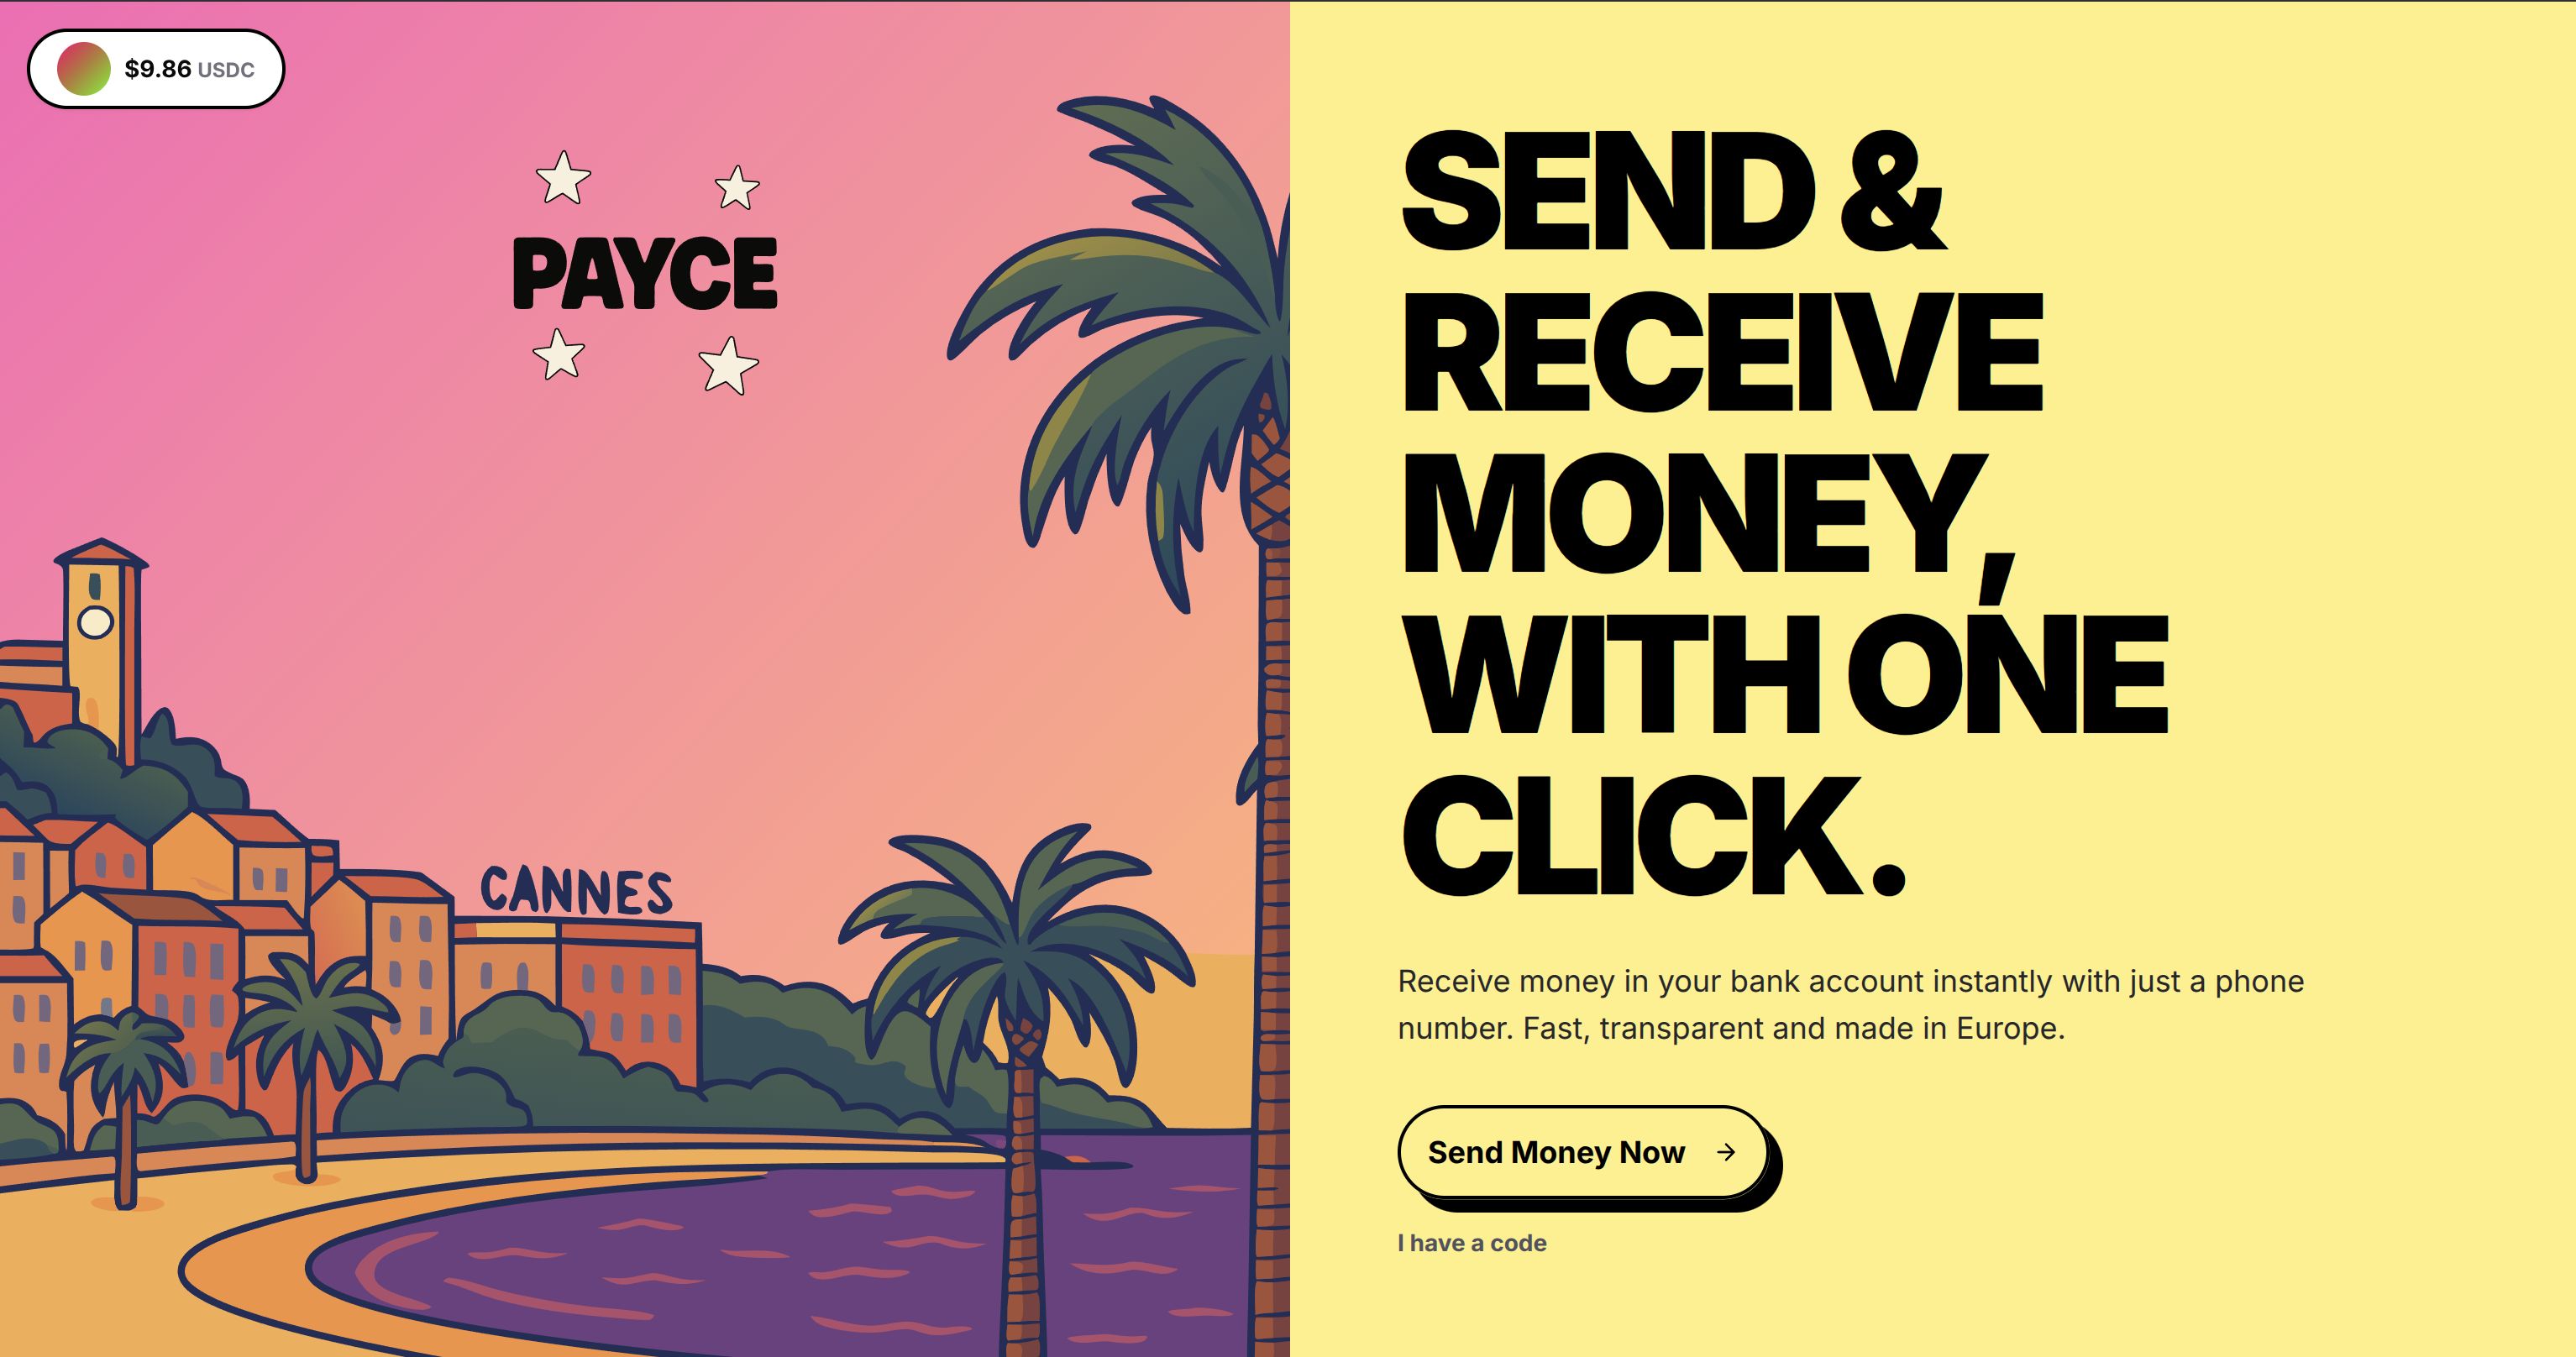 $9.86 USDC
PAYCE
CANNES
SEND &
RECEIVE
MONEY,
WITH ONE
CLICK.
Receive money in your bank account instantly with just a phone
number. Fast, transparent and made in Europe.
Send Money Now →
I have a code